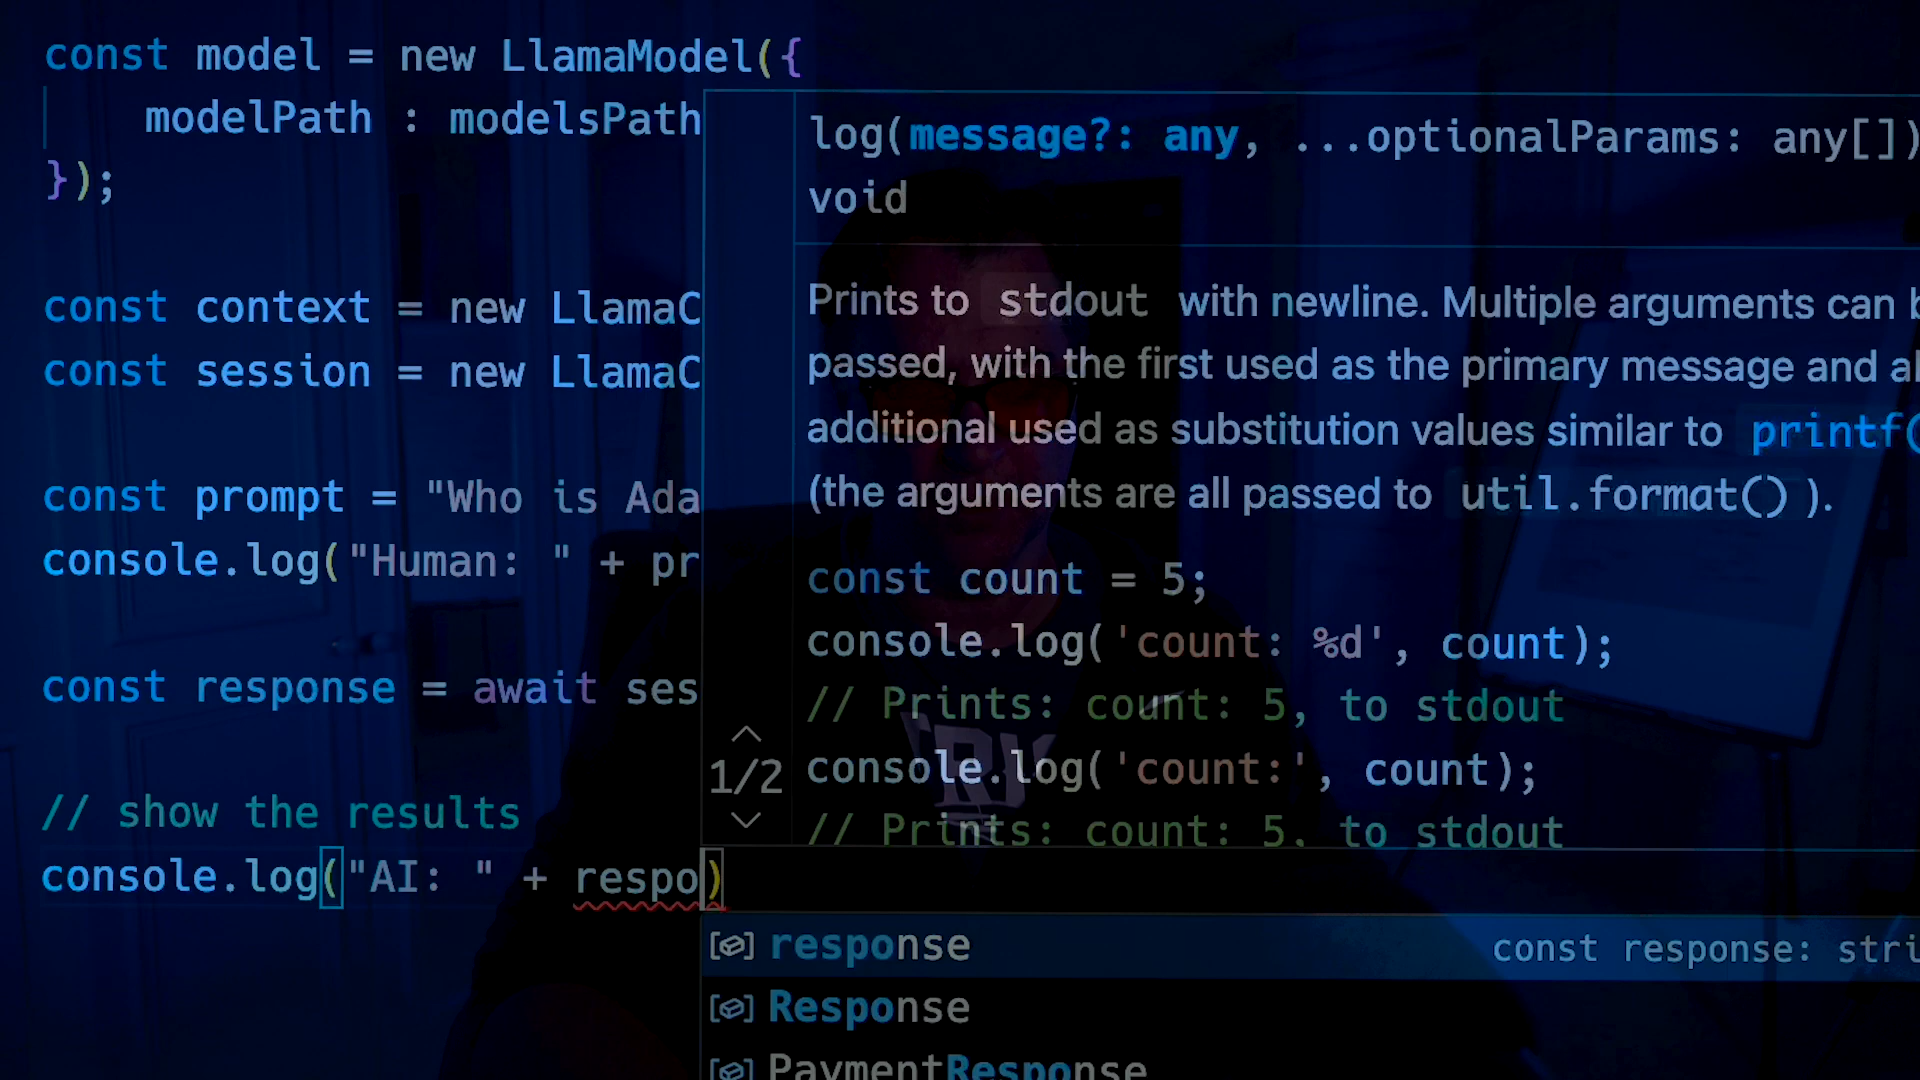 const model = new LlamaModel({
modelPath : modelsPath
});
const context = new LlamaC
const session = new LlamaC
const prompt = "Who is Ada
console.log("Human: " + pr
const response = await ses
// show the results
console.log("AI: " + respo)
log(message?: any, ...optionalParams: any[])
void
Prints to stdout with newline. Multiple arguments can b
passed, with the first used as the primary message and al
additional used as substitution values similar to printf(
(the arguments are all passed to util.format() ).
const count = 5;
console.log('count: %d', count);
// Prints: count: 5, to stdout
console.log('count:', count);
// Prints: count: 5, to stdout
1/2
response const response: stri
Response
PaymentResponse